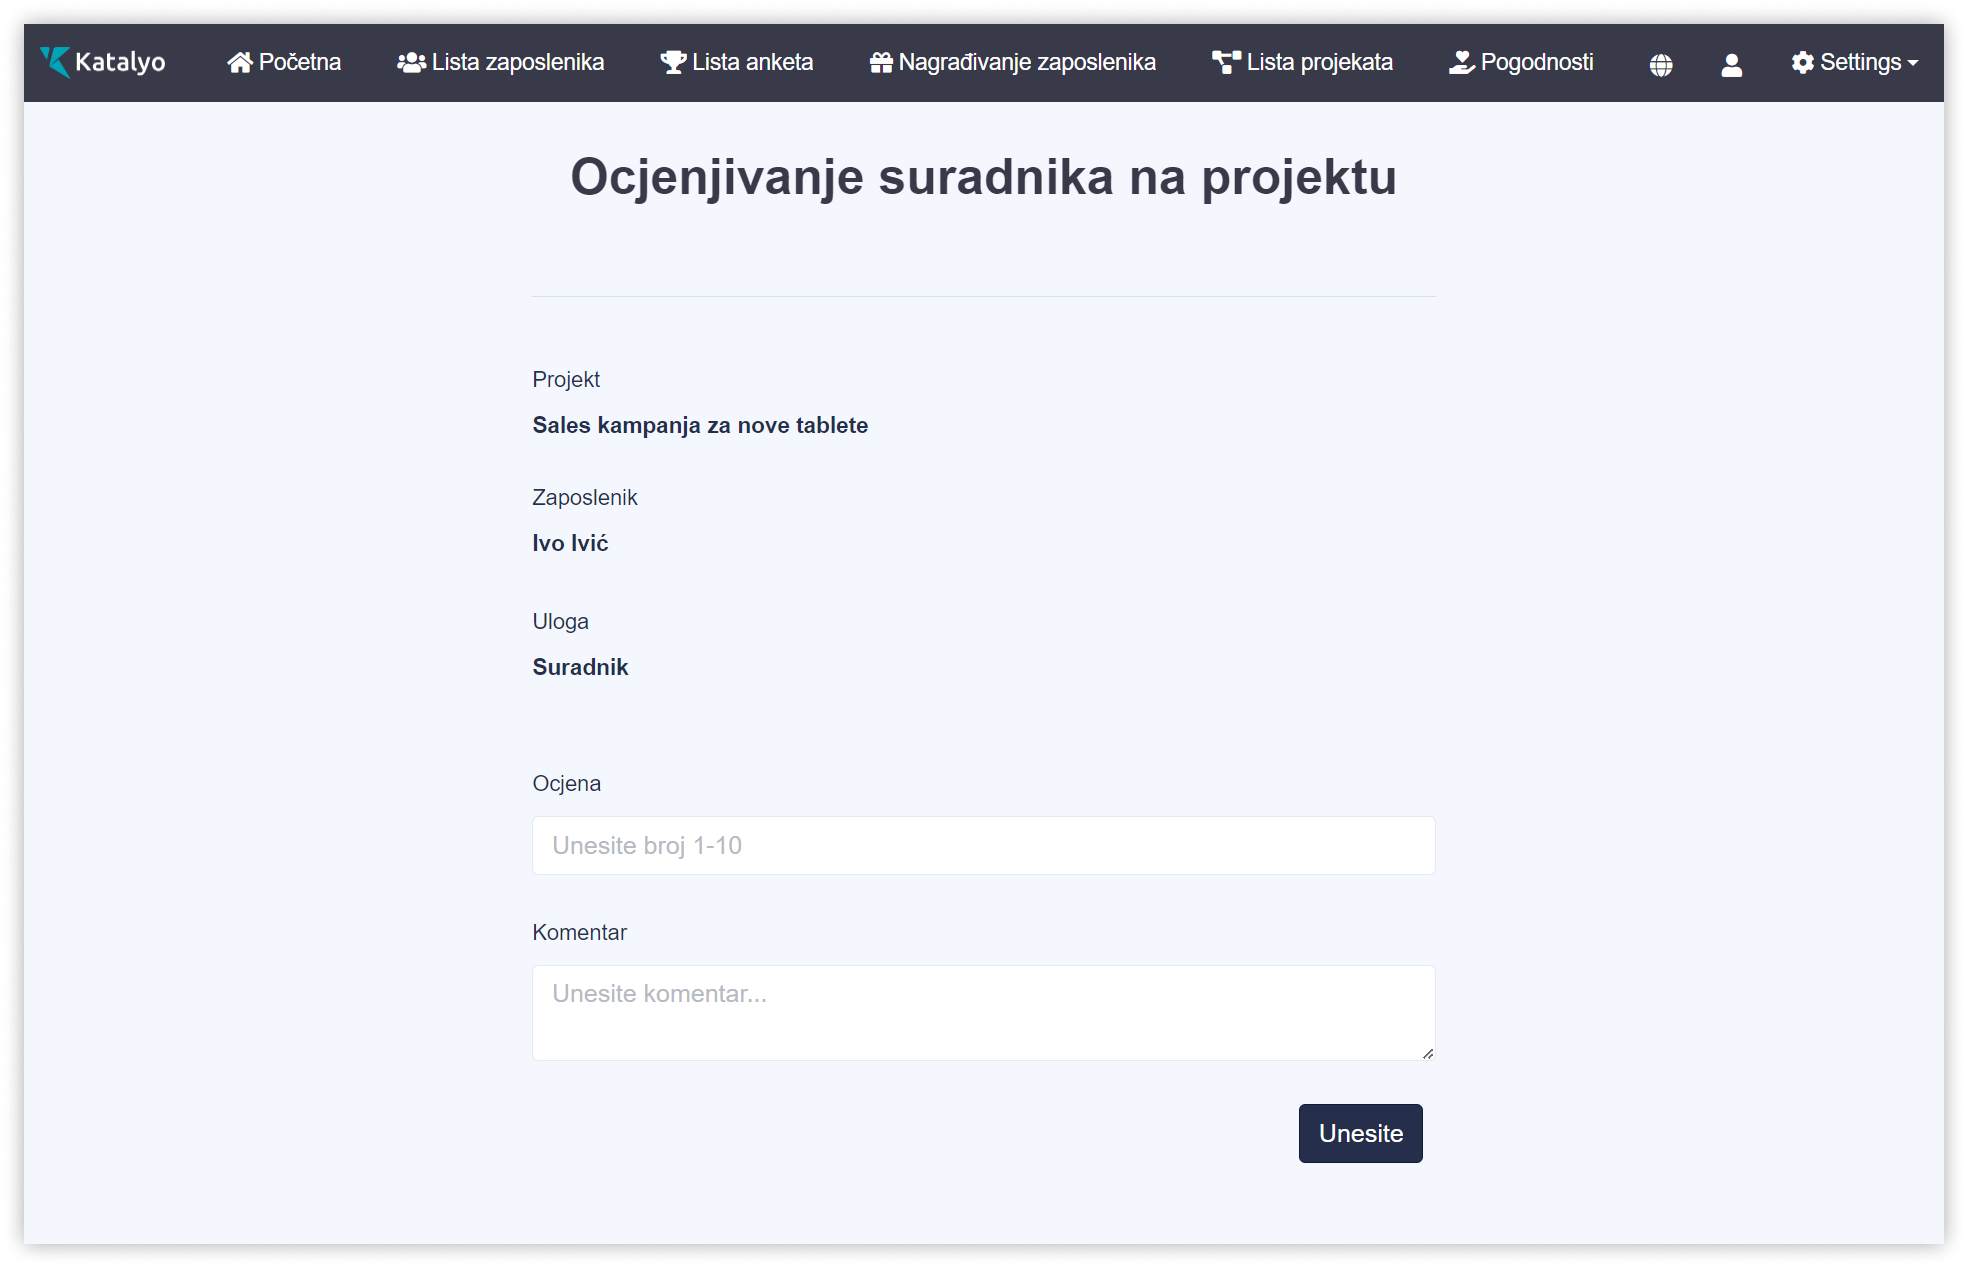 Katalyo Početna Lista zaposlenika Lista anketa Nagrađivanje zaposlenika Lista projekata Pogodnosti Settings
Ocjenjivanje suradnika na projektu
Projekt
Sales kampanja za nove tablete
Zaposlenik
Ivo Ivić
Uloga
Suradnik
Ocjena
Unesite broj 1-10
Komentar
Unesite komentar...
Unesite